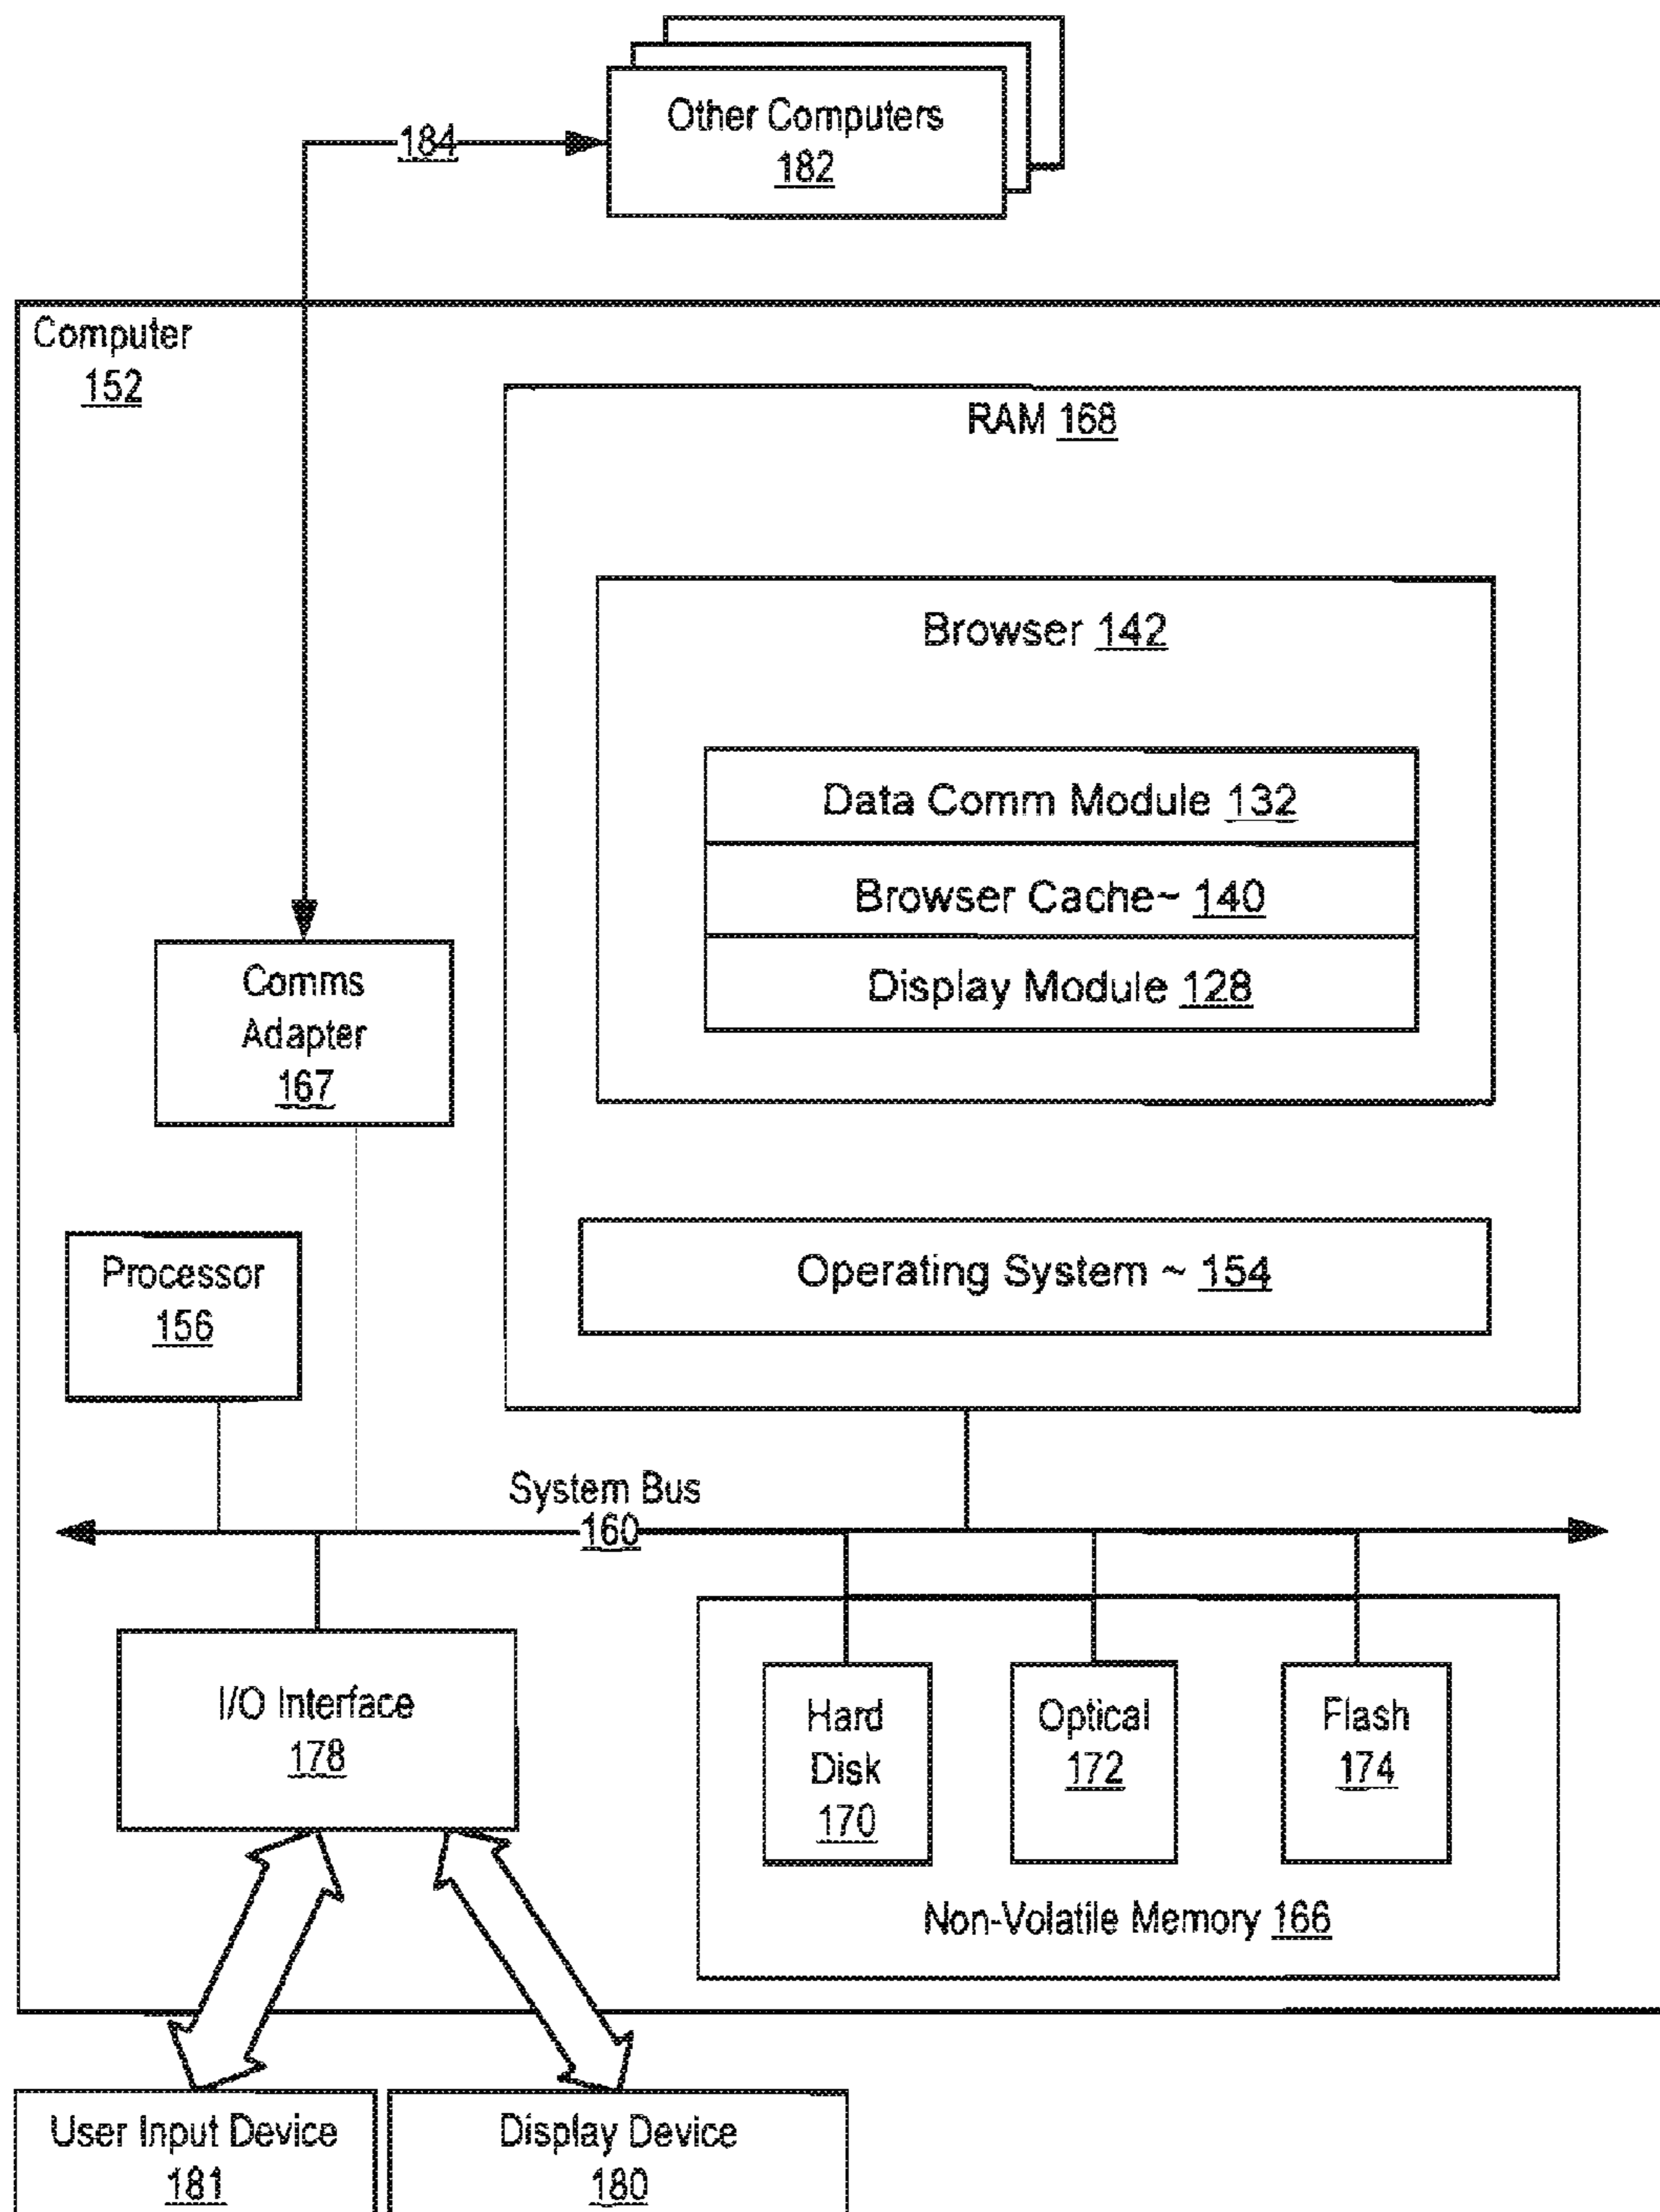 Other Computers
182
184
Computer
152
RAM 168
Browser 142
Data Comm Module 132
Browser Cache~ 140
Display Module 128
Comms
Adapter
167
Processor
156
Operating System ~ 154
System Bus
160
I/O Interface
178
Hard
Disk
170
Optical
172
Flash
174
Non-Volatile Memory 166
User Input Device
181
Display Device
180